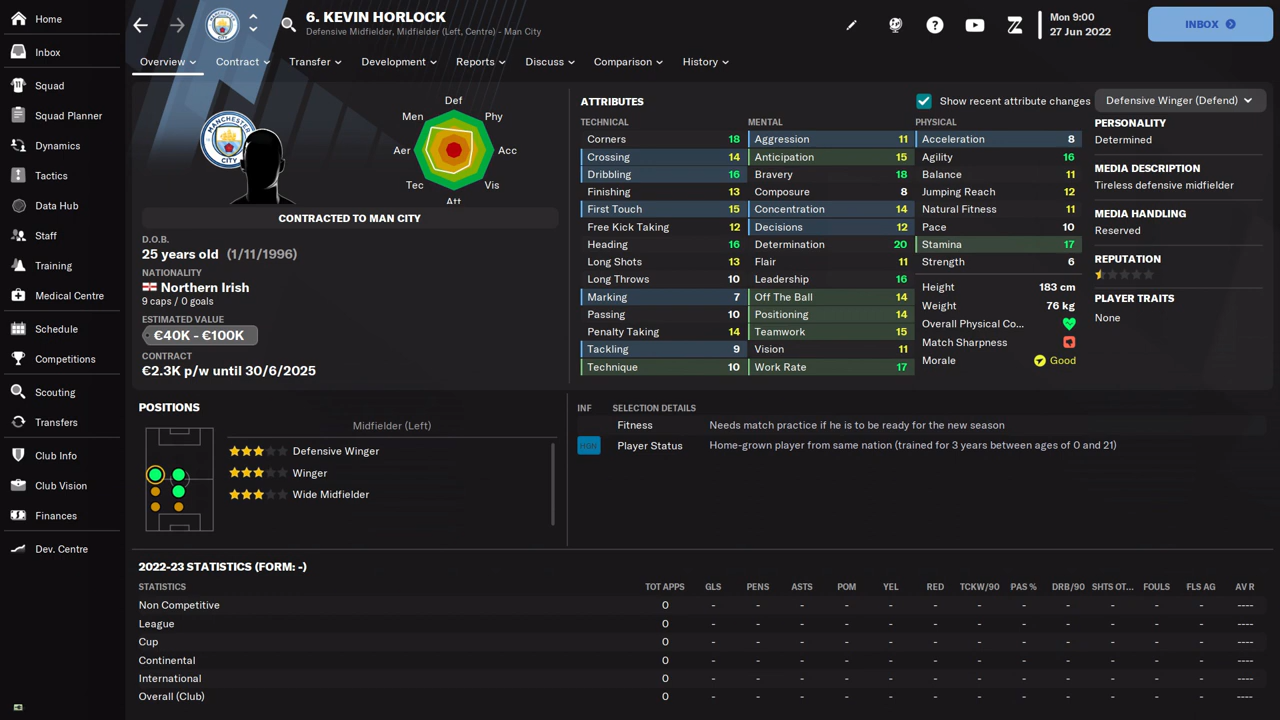 Home
Inbox
Squad
Squad Planner
Dynamics
Tactics
Data Hub
Staff
Training
Medical Centre
Schedule
Competitions
Scouting
Transfers
Club Info
Club Vision
Finances
Dev. Centre
6. KEVIN HORLOCK
Defensive Midfielder, Midfielder (Left, Centre) - Man City
Mon 9:00
27 Jun 2022
INBOX
Overview Contract Transfer Development Reports Discuss Comparison History
MANCHESTER
CITY
Def
Men Phy
Aer Acc
Tec Vis
Att
CONTRACTED TO MAN CITY
D.O.B.
25 years old (1/11/1996)
NATIONALITY
Northern Irish
9 caps / 0 goals
ESTIMATED VALUE
€40K - €100K
CONTRACT
€2.3K p/w until 30/6/2025
ATTRIBUTES
Show recent attribute changes
Defensive Winger (Defend)
TECHNICAL
Corners 18
Crossing 14
Dribbling 16
Finishing 13
First Touch 15
Free Kick Taking 12
Heading 16
Long Shots 13
Long Throws 10
Marking 7
Passing 10
Penalty Taking 14
Tackling 9
Technique 10
MENTAL
Aggression 11
Anticipation 15
Bravery 18
Composure 8
Concentration 14
Decisions 12
Determination 20
Flair 11
Leadership 16
Off The Ball 14
Positioning 14
Teamwork 15
Vision 11
Work Rate 17
PHYSICAL
Acceleration 8
Agility 16
Balance 11
Jumping Reach 12
Natural Fitness 11
Pace 10
Stamina 17
Strength 6
Height 183 cm
Weight 76 kg
Overall Physical Co...
Match Sharpness
Morale Good
PERSONALITY
Determined
MEDIA DESCRIPTION
Tireless defensive midfielder
MEDIA HANDLING
Reserved
REPUTATION
PLAYER TRAITS
None
POSITIONS
Midfielder (Left)
Defensive Winger
Winger
Wide Midfielder
INF SELECTION DETAILS
Fitness Needs match practice if he is to be ready for the new season
HGN Player Status Home-grown player from same nation (trained for 3 years between ages of 0 and 21)
2022-23 STATISTICS (FORM: -)
STATISTICS TOT APPS GLS PENS ASTS POM YEL RED TCKW/90 PAS % DRB/90 SHTS OT... FOULS FLS AG AV R
Non Competitive 0 - - - - - - - - - - - - ----
League 0 - - - - - - - - - - - - ----
Cup 0 - - - - - - - - - - - - ----
Continental 0 - - - - - - - - - - - - ----
International 0 - - - - - - - - - - - - ----
Overall (Club) 0 - - - - - - - - - - - - ----